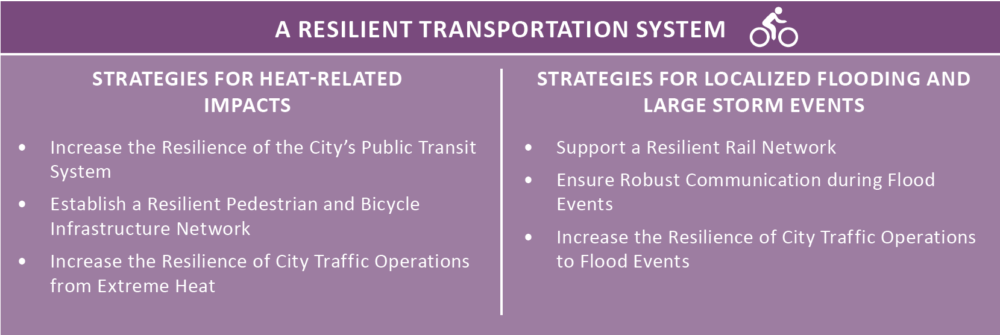 A RESILIENT TRANSPORTATION SYSTEM
STRATEGIES FOR HEAT-RELATED
IMPACTS
• Increase the Resilience of the City’s Public Transit
System
• Establish a Resilient Pedestrian and Bicycle
Infrastructure Network
• Increase the Resilience of City Traffic Operations
from Extreme Heat
STRATEGIES FOR LOCALIZED FLOODING AND
LARGE STORM EVENTS
• Support a Resilient Rail Network
• Ensure Robust Communication during Flood
Events
• Increase the Resilience of City Traffic Operations
to Flood Events